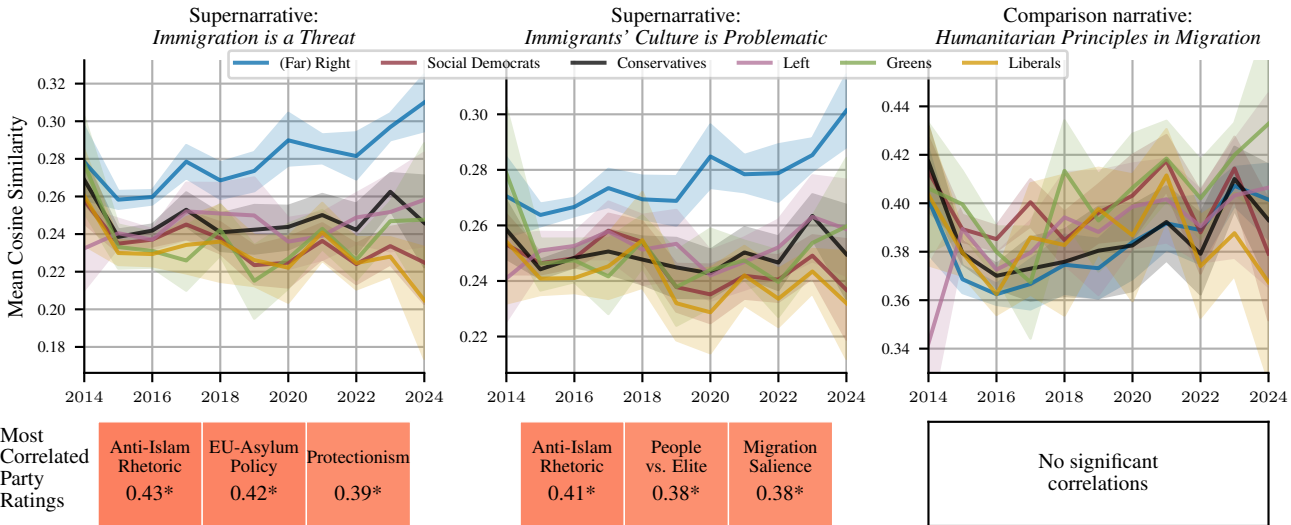 Supernarrative:
Immigration is a Threat
Supernarrative:
Immigrants' Culture is Problematic
Comparison narrative:
Humanitarian Principles in Migration
(Far) Right
Social Democrats
Conservatives
Left
Greens
Liberals
Mean Cosine Similarity
0.32
0.30
0.28
0.26
0.24
0.22
0.20
0.18
2014 2016 2018 2020 2022 2024
0.30
0.28
0.26
0.24
0.22
2014 2016 2018 2020 2022 2024
0.44
0.42
0.40
0.38
0.36
0.34
2014 2016 2018 2020 2022 2024
Most
Correlated
Party
Ratings
Anti-Islam
Rhetoric
0.43*
EU-Asylum
Policy
0.42*
Protectionism
0.39*
Anti-Islam
Rhetoric
0.41*
People
vs. Elite
0.38*
Migration
Salience
0.38*
No significant
correlations